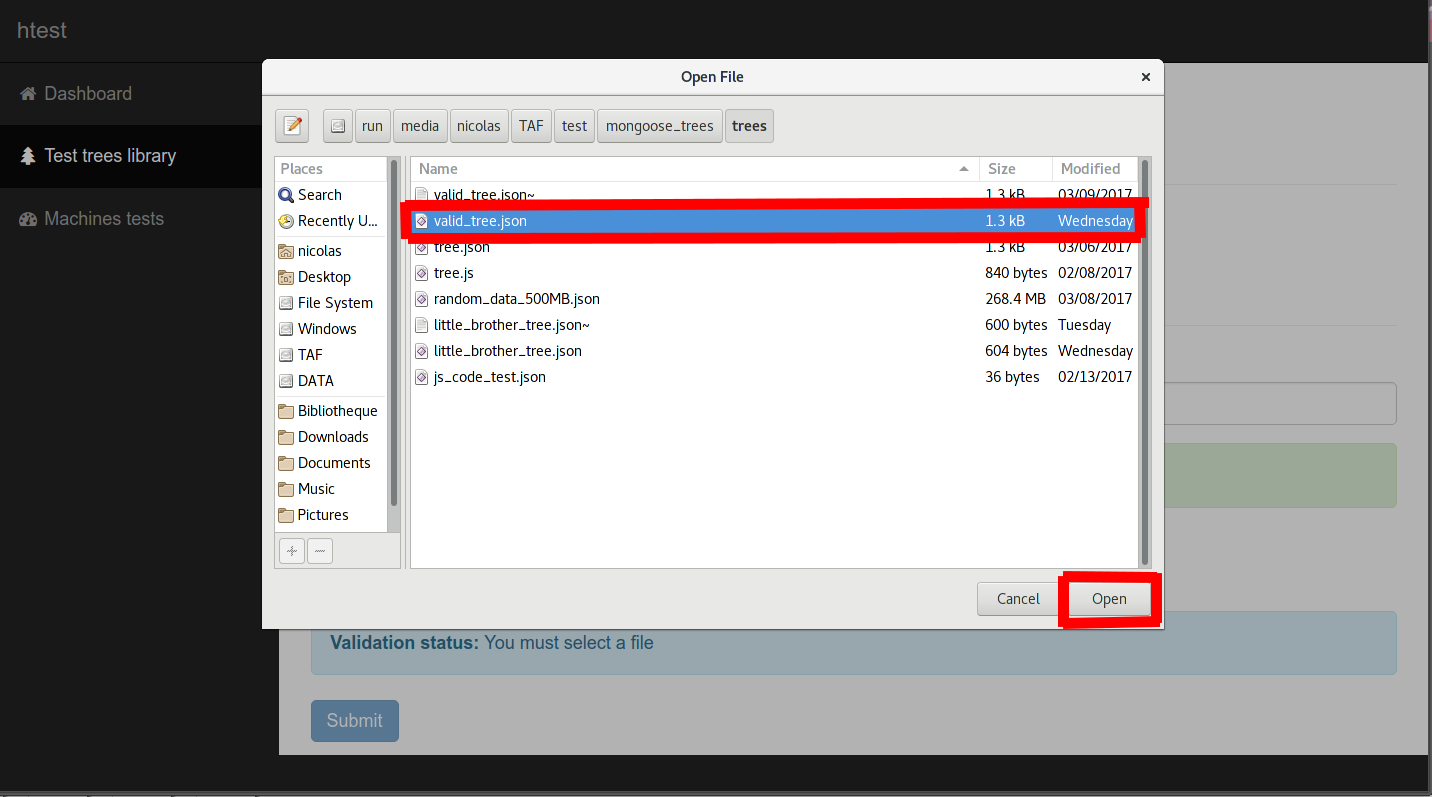 htest
Dashboard
Test trees library
Machines tests
Open File
run media nicolas TAF test mongoose_trees trees
Places
Search
Recently U...
nicolas
Desktop
File System
Windows
TAF
DATA
Bibliotheque
Downloads
Documents
Music
Pictures
Name Size Modified
valid_tree.json~ 1.3 kB 03/09/2017
valid_tree.json 1.3 kB Wednesday
tree.json 1.3 kB 03/06/2017
tree.js 840 bytes 02/08/2017
random_data_500MB.json 268.4 MB 03/08/2017
little_brother_tree.json~ 600 bytes Tuesday
little_brother_tree.json 604 bytes Wednesday
js_code_test.json 36 bytes 02/13/2017
Cancel Open
Validation status: You must select a file
Submit